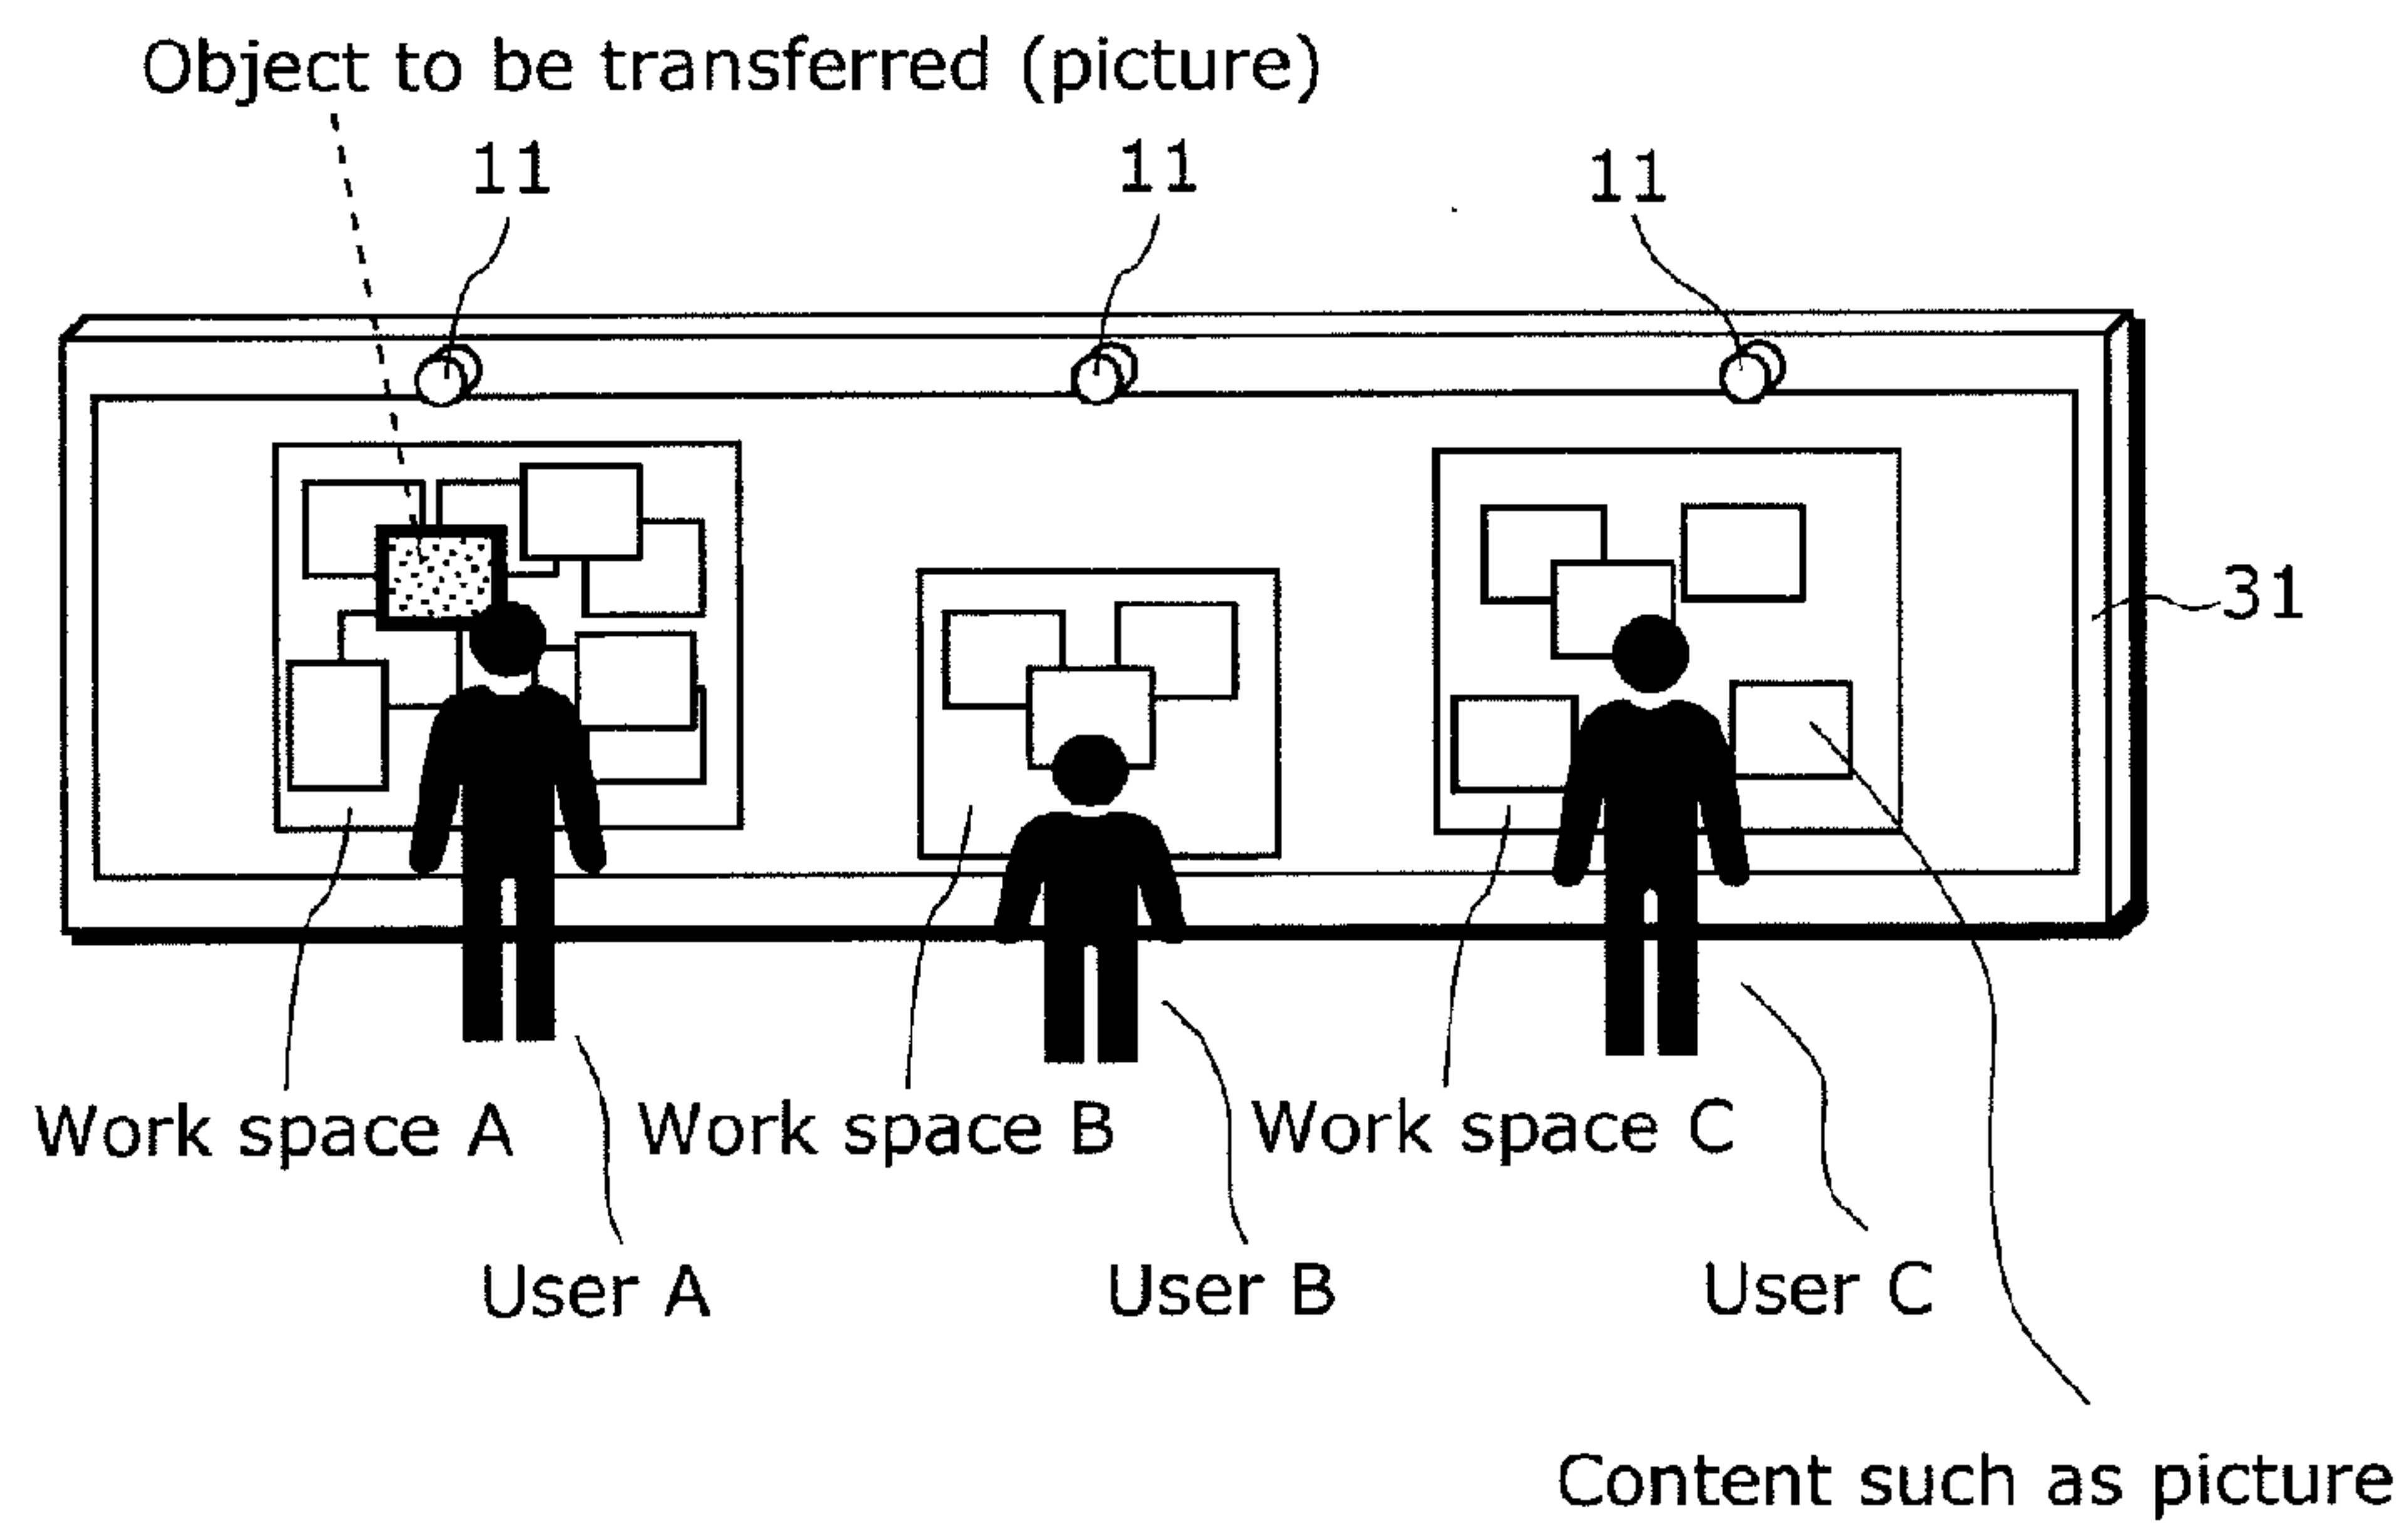 Object to be transferred (picture)
11
11
11
31
Work space A
Work space B
Work space C
User A
User B
User C
Content such as picture